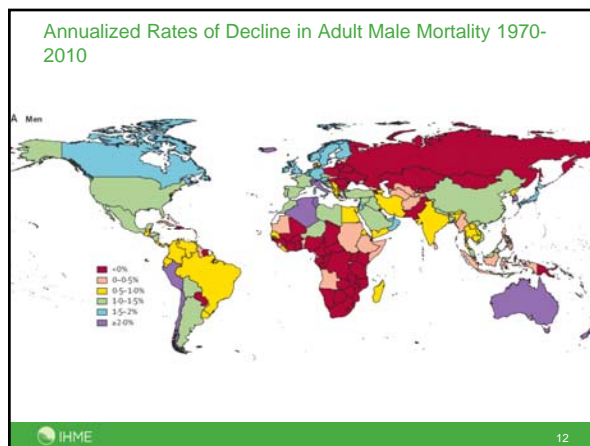 Annualized Rates of Decline in Adult Male Mortality 1970-
2010
A Men
<0%
0–0·5%
0·5–1·0%
1·0–1·5%
1·5–2%
≥2·0%
IHME
12